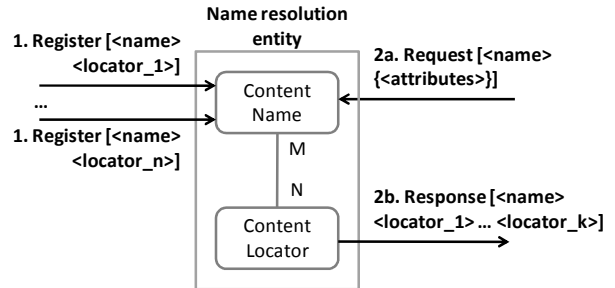 Name resolution
entity
1. Register [<name>
<locator_1>]
...
1. Register [<name>
<locator_n>]
Content
Name
M
N
Content
Locator
2a. Request [<name>
{<attributes>}]
2b. Response [<name>
<locator_1> ... <locator_k>]